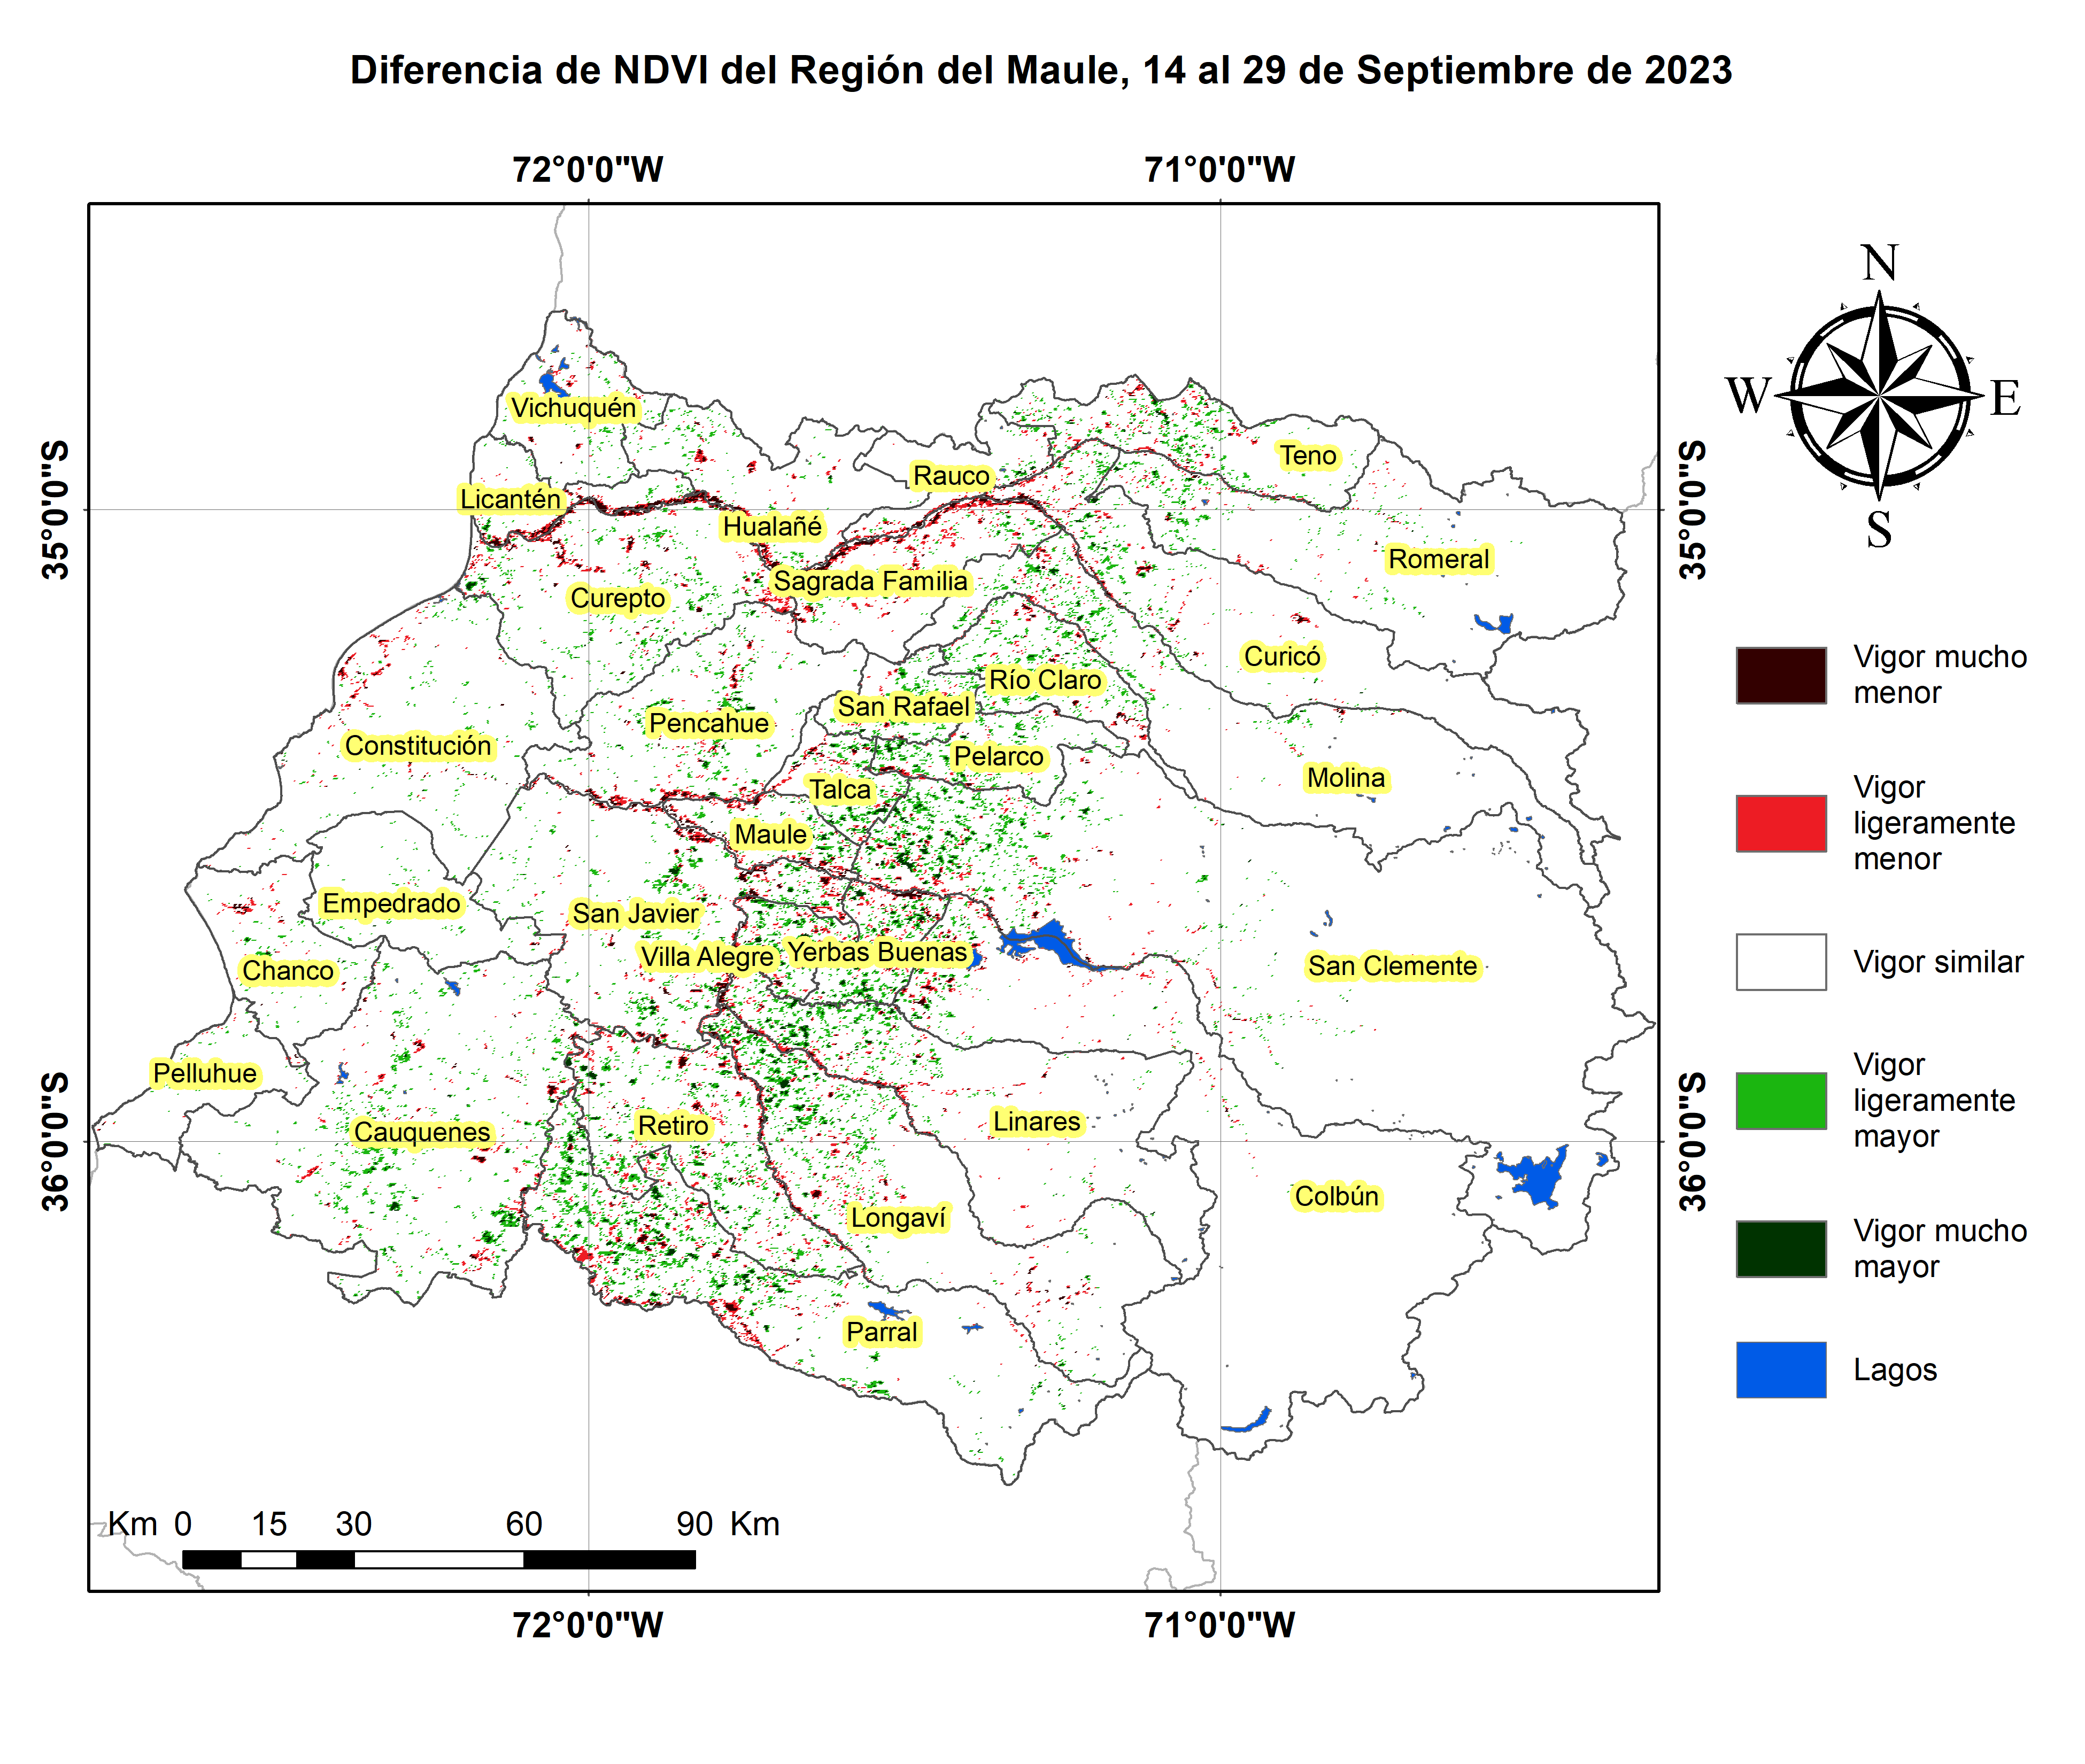 Diferencia de NDVI del Región del Maule, 14 al 29 de Septiembre de 2023
72°0'0"W
71°0'0"W
35°0'0"S
35°0'0"S
36°0'0"S
36°0'0"S
72°0'0"W
71°0'0"W
Vichuquén
Teno
Rauco
Licantén
Hualañé
Romeral
Sagrada Familia
Curepto
Curicó
Río Claro
San Rafael
Pencahue
Constitución
Pelarco
Molina
Talca
Maule
Empedrado
San Javier
Villa Alegre
Yerbas Buenas
San Clemente
Chanco
Pelluhue
Linares
Retiro
Cauquenes
Colbún
Longaví
Parral
Km 0 15 30 60 90 Km
N
W
E
S
Vigor mucho
menor
Vigor
ligeramente
menor
Vigor similar
Vigor
ligeramente
mayor
Vigor mucho
mayor
Lagos